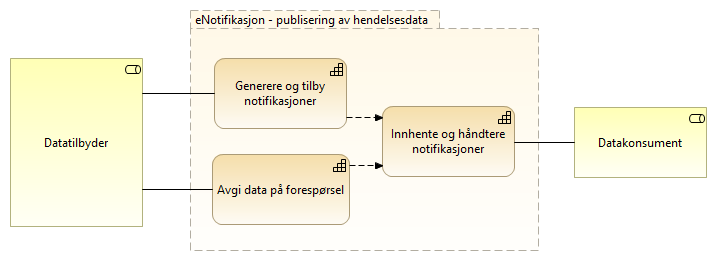 eNotifikasjon - publisering av hendelsesdata
Datatilbyder
Generere og tilby
notifikasjoner
Avgi data på forespørsel
Innhente og håndtere
notifikasjoner
Datakonsument